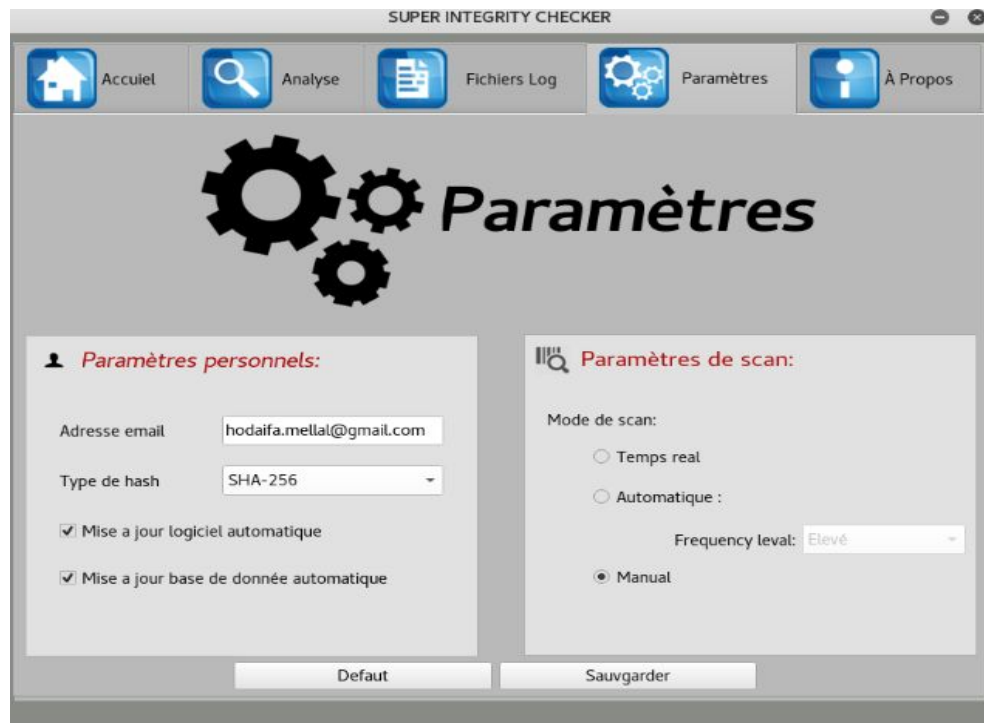 SUPER INTEGRITY CHECKER
Accuiel
Analyse
Fichiers Log
Paramètres
À Propos
Paramètres
Paramètres personnels:
Adresse email
hodaifa.mellal@gmail.com
Type de hash
SHA-256
Mise a jour logiciel automatique
Mise a jour base de donnée automatique
Paramètres de scan:
Mode de scan:
Temps real
Automatique :
Frequency leval:
Elevé
Manual
Defaut
Sauvgarder